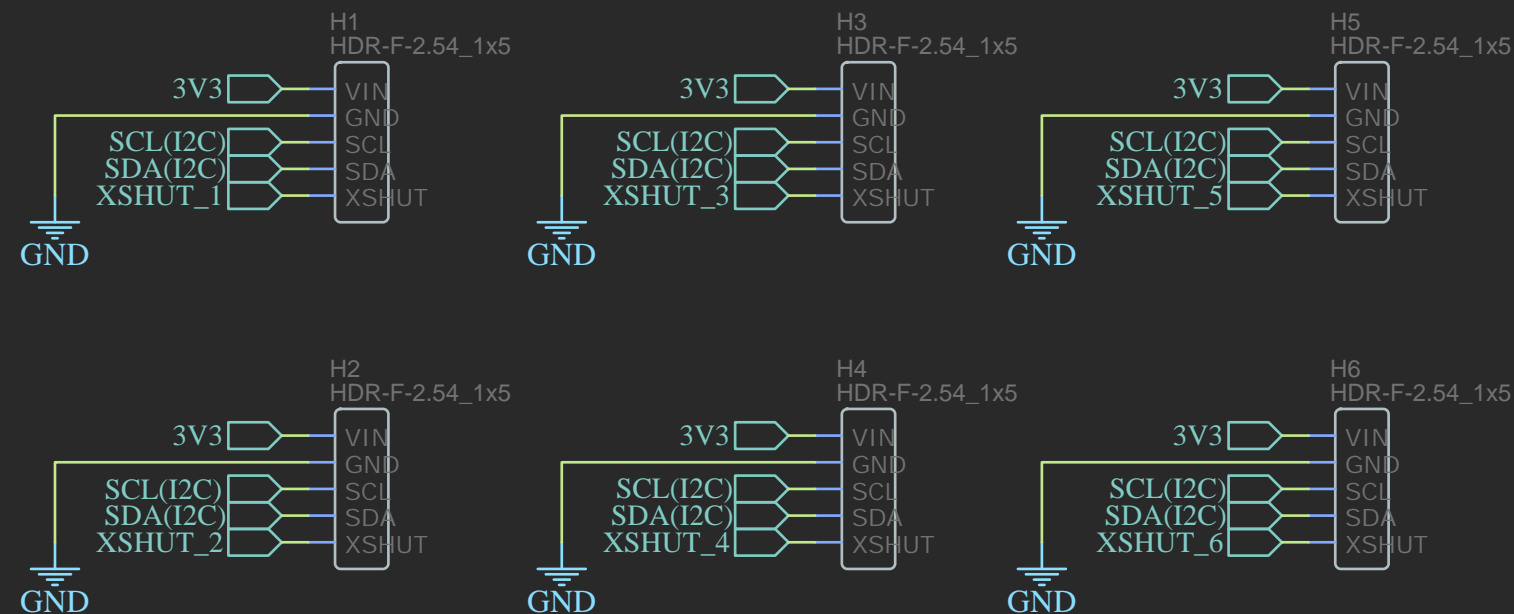 H1
HDR-F-2.54_1x5
3V3
VIN
GND
SCL(I2C)
SCL
SDA(I2C)
SDA
XSHUT_1
XSHUT
GND
H3
HDR-F-2.54_1x5
3V3
VIN
GND
SCL(I2C)
SCL
SDA(I2C)
SDA
XSHUT_3
XSHUT
GND
H5
HDR-F-2.54_1x5
3V3
VIN
GND
SCL(I2C)
SCL
SDA(I2C)
SDA
XSHUT_5
XSHUT
GND
H2
HDR-F-2.54_1x5
3V3
VIN
GND
SCL(I2C)
SCL
SDA(I2C)
SDA
XSHUT_2
XSHUT
GND
H4
HDR-F-2.54_1x5
3V3
VIN
GND
SCL(I2C)
SCL
SDA(I2C)
SDA
XSHUT_4
XSHUT
GND
H6
HDR-F-2.54_1x5
3V3
VIN
GND
SCL(I2C)
SCL
SDA(I2C)
SDA
XSHUT_6
XSHUT
GND